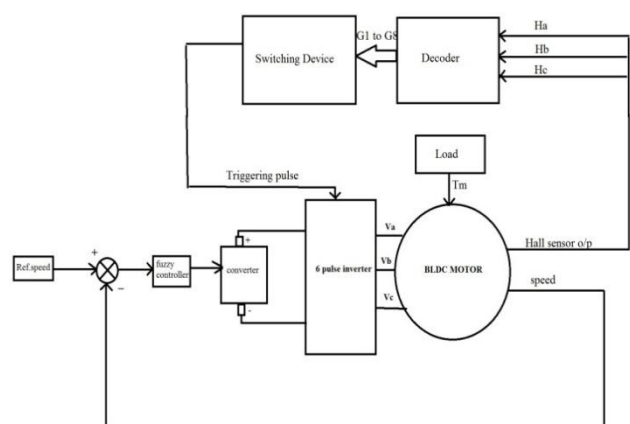 G1 to G8
Ha
Switching Device
Decoder
Hb
Hc
Load
Triggering pulse
Tm
Va
Hall sensor o/p
+
+
Ref.speed
fuzzy
controller
converter
6 pulse inverter
Vb
BLDC MOTOR
speed
−
-
Vc